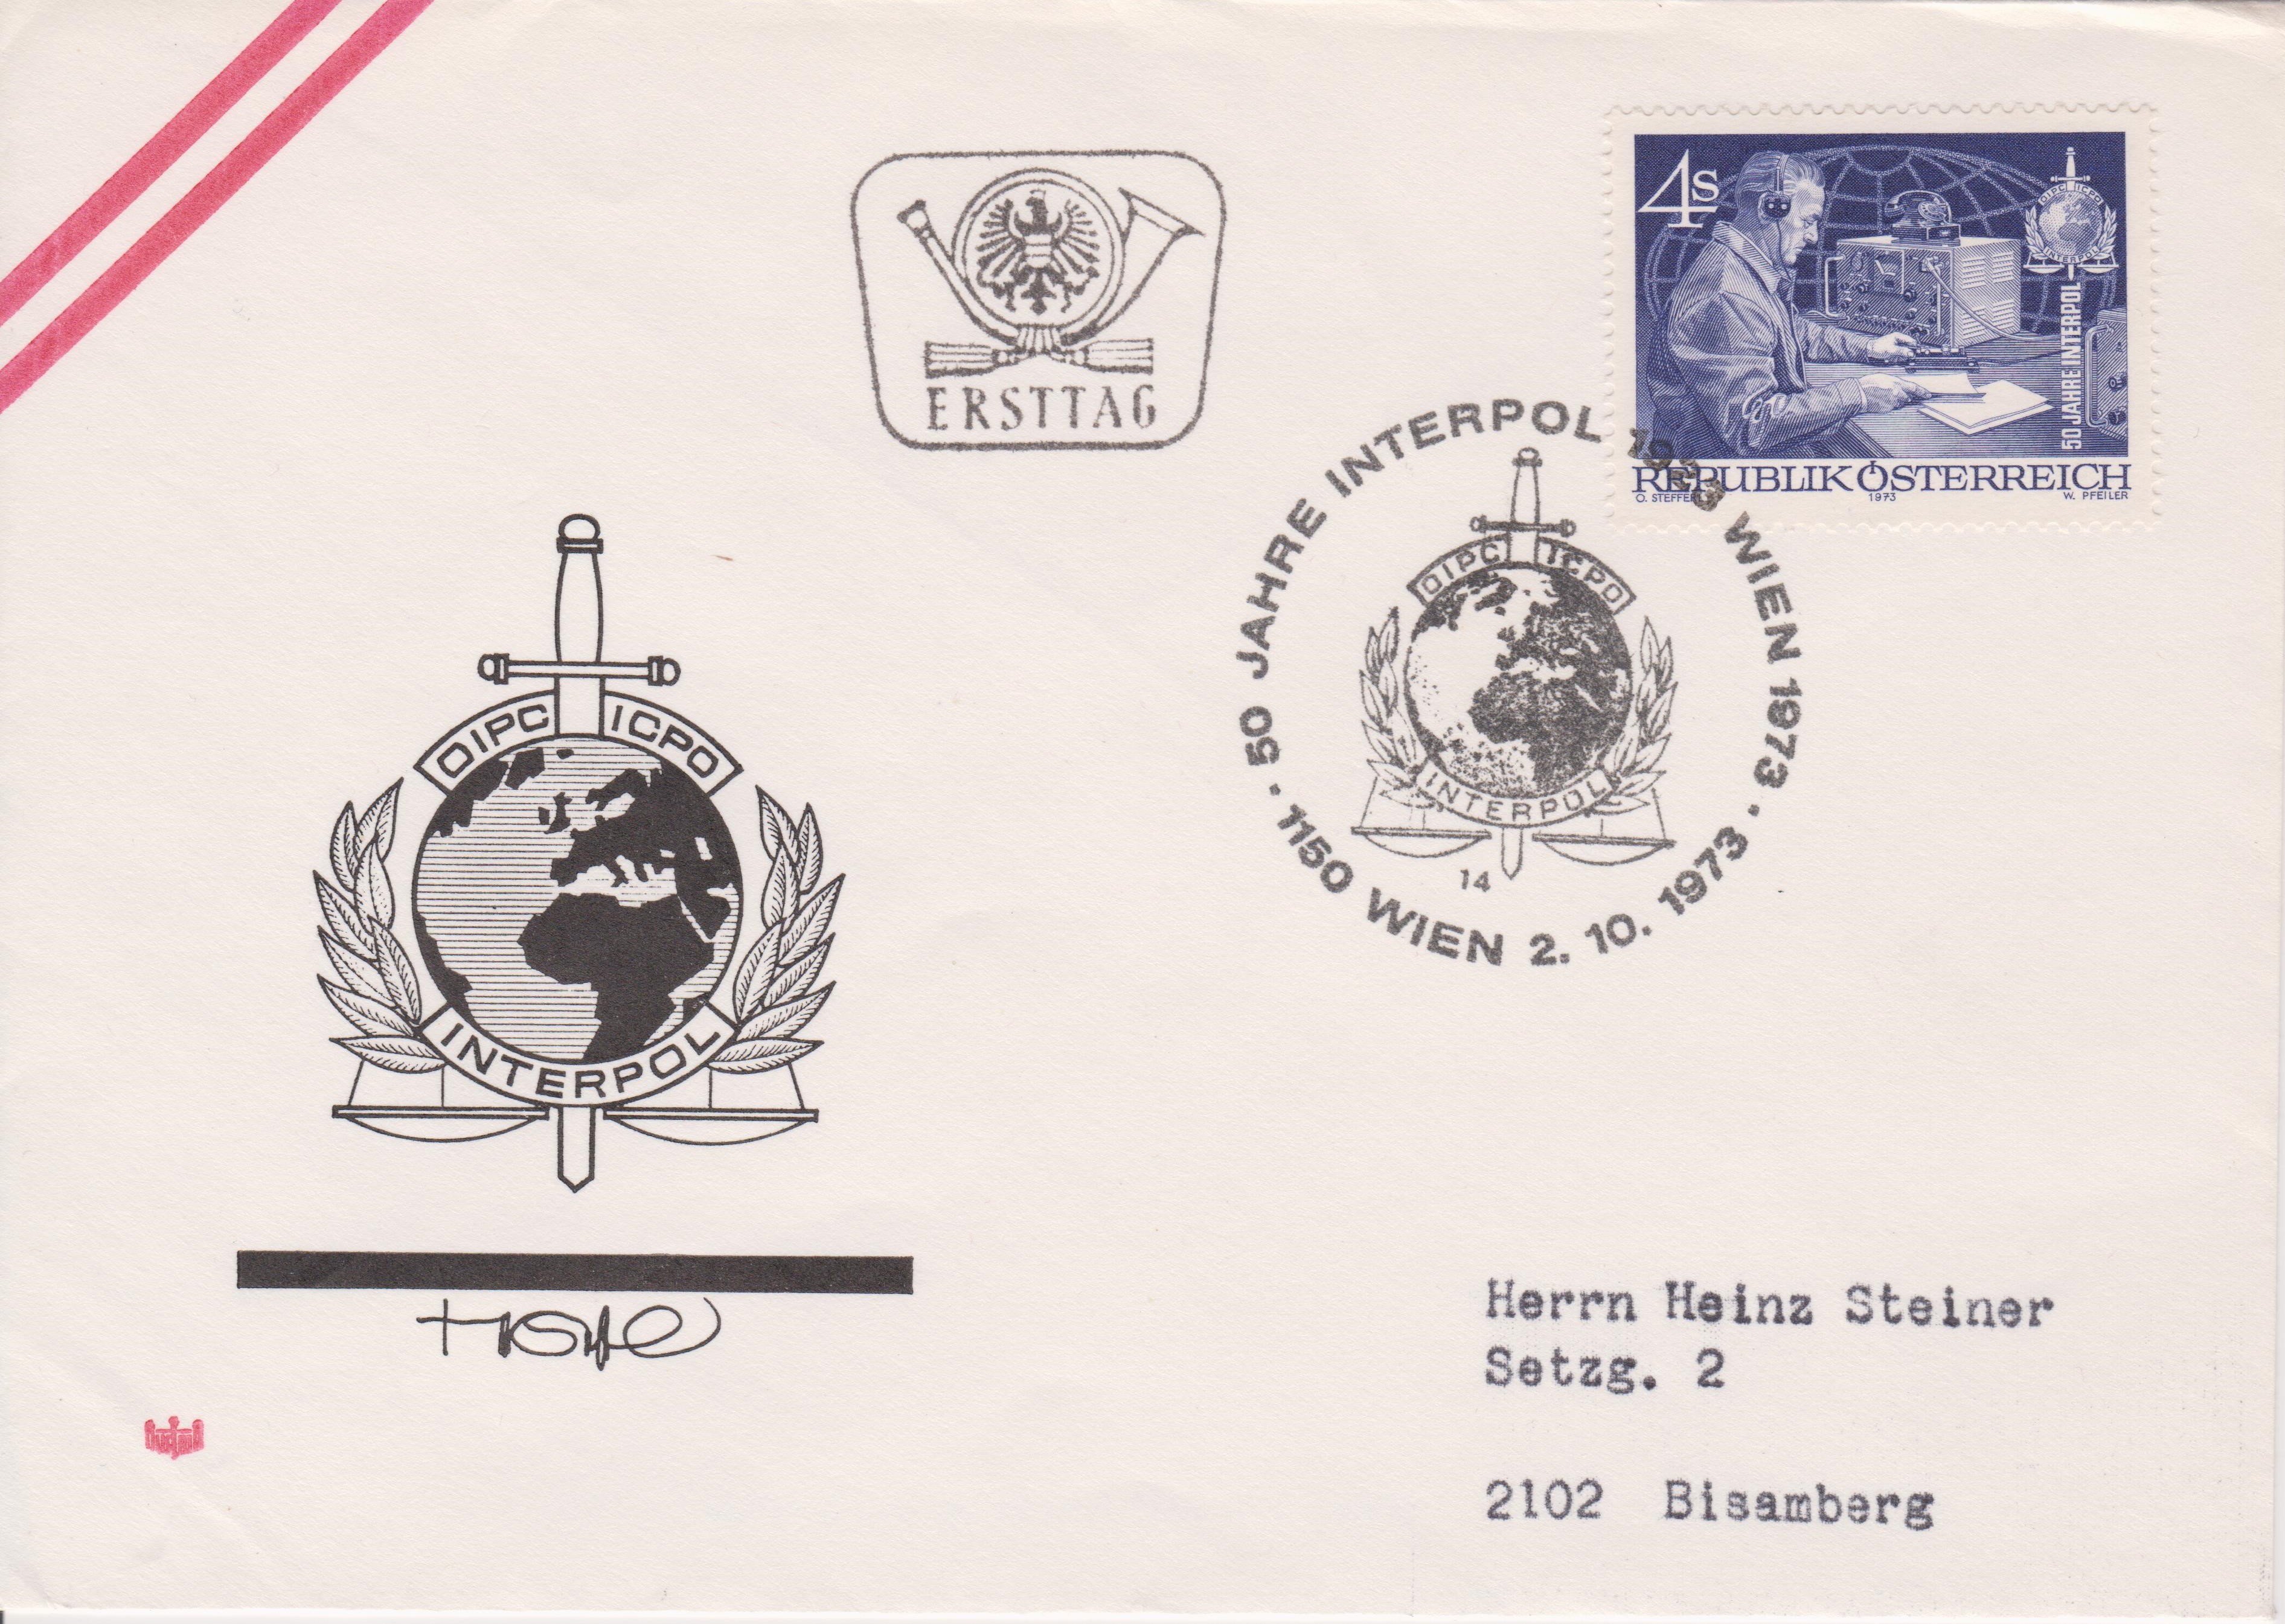 ERSTTAG
4s
OIPC ICPO
INTERPOL
50 JAHRE INTERPOL
REPUBLIK ÖSTERREICH
1973
W. PFEILER
50 JAHRE INTERPOL 1923 WIEN 1973
OIPC ICPO
INTERPOL
14
1150 WIEN 2. 10. 1973
OIPC ICPO
INTERPOL
Herrn Heinz Steiner
Setzg. 2
2102 Bisamberg